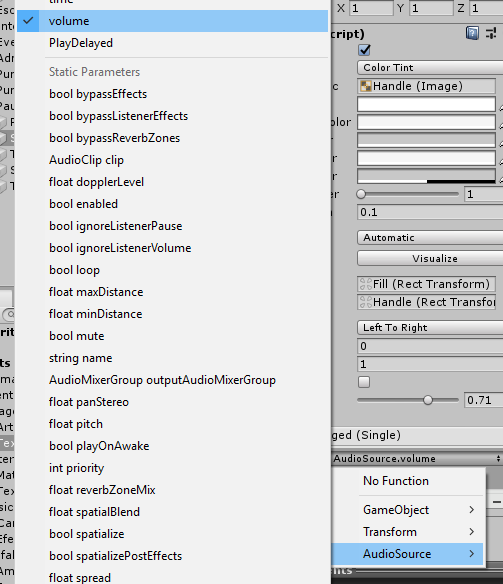 time
volume
PlayDelayed
Static Parameters
bool bypassEffects
bool bypassListenerEffects
bool bypassReverbZones
AudioClip clip
float dopplerLevel
bool enabled
bool ignoreListenerPause
bool ignoreListenerVolume
bool loop
float maxDistance
float minDistance
bool mute
string name
AudioMixerGroup outputAudioMixerGroup
float panStereo
float pitch
bool playOnAwake
int priority
float reverbZoneMix
float spatialBlend
bool spatialize
bool spatializePostEffects
float spread
X 1 Y 1 Z 1
cript)
Color Tint
Handle (Image)
olor
1
0.1
Automatic
Visualize
Fill (Rect Transform)
Handle (Rect Transfor
Left To Right
0
1
0.71
ged (Single)
AudioSource.volume
No Function
GameObject
Transform
AudioSource